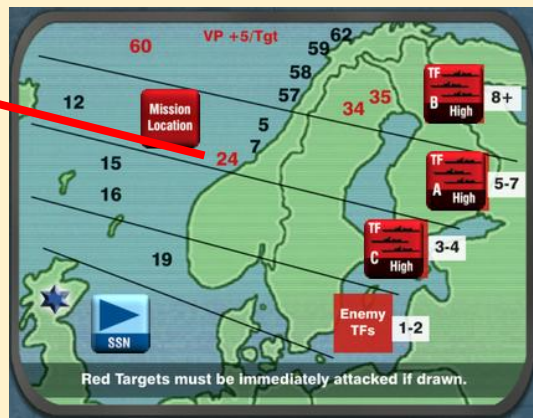 60
VP +5/Tgt
59
62
58
57
12
Mission
Location
5
7
34
35
TF
B
High
8+
24
15
16
TF
A
High
5-7
TF
C
High
3-4
19
SSN
Enemy
TFs
1-2
Red Targets must be immediately attacked if drawn.